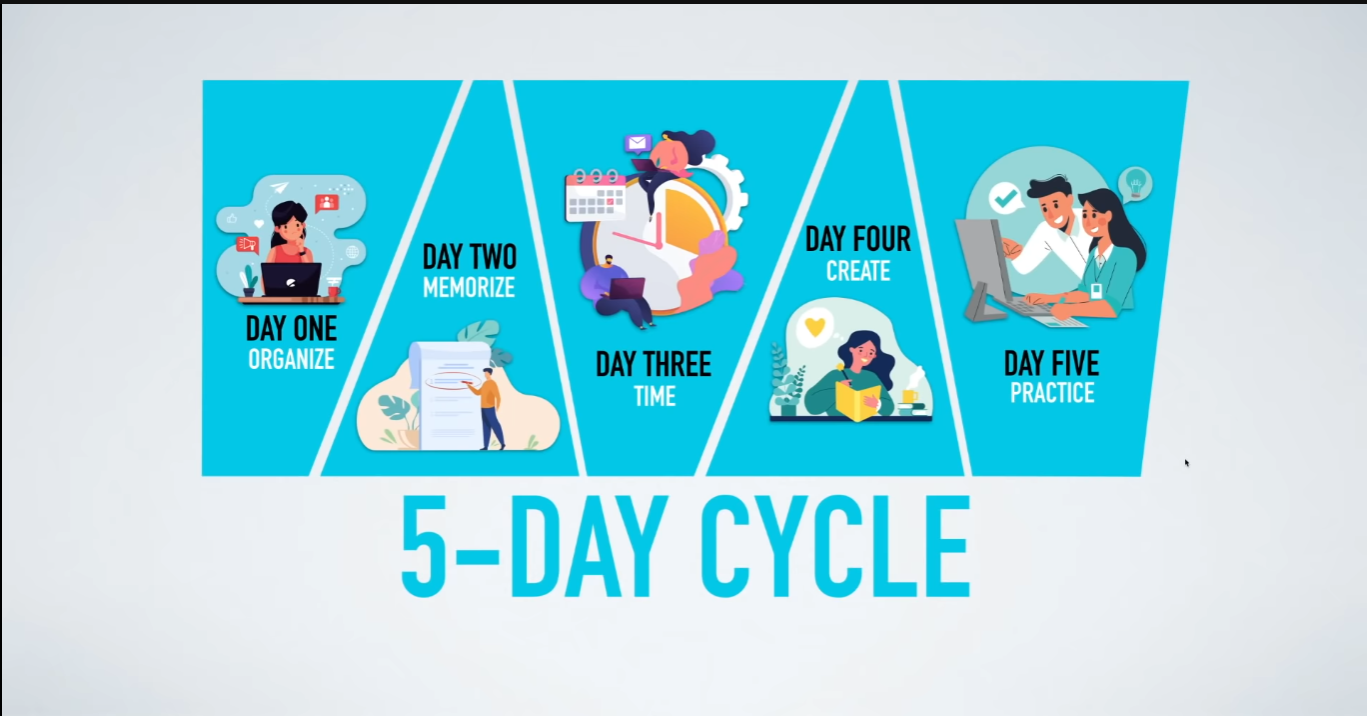 DAY ONE
ORGANIZE
DAY TWO
MEMORIZE
DAY THREE
TIME
DAY FOUR
CREATE
DAY FIVE
PRACTICE
5-DAY CYCLE